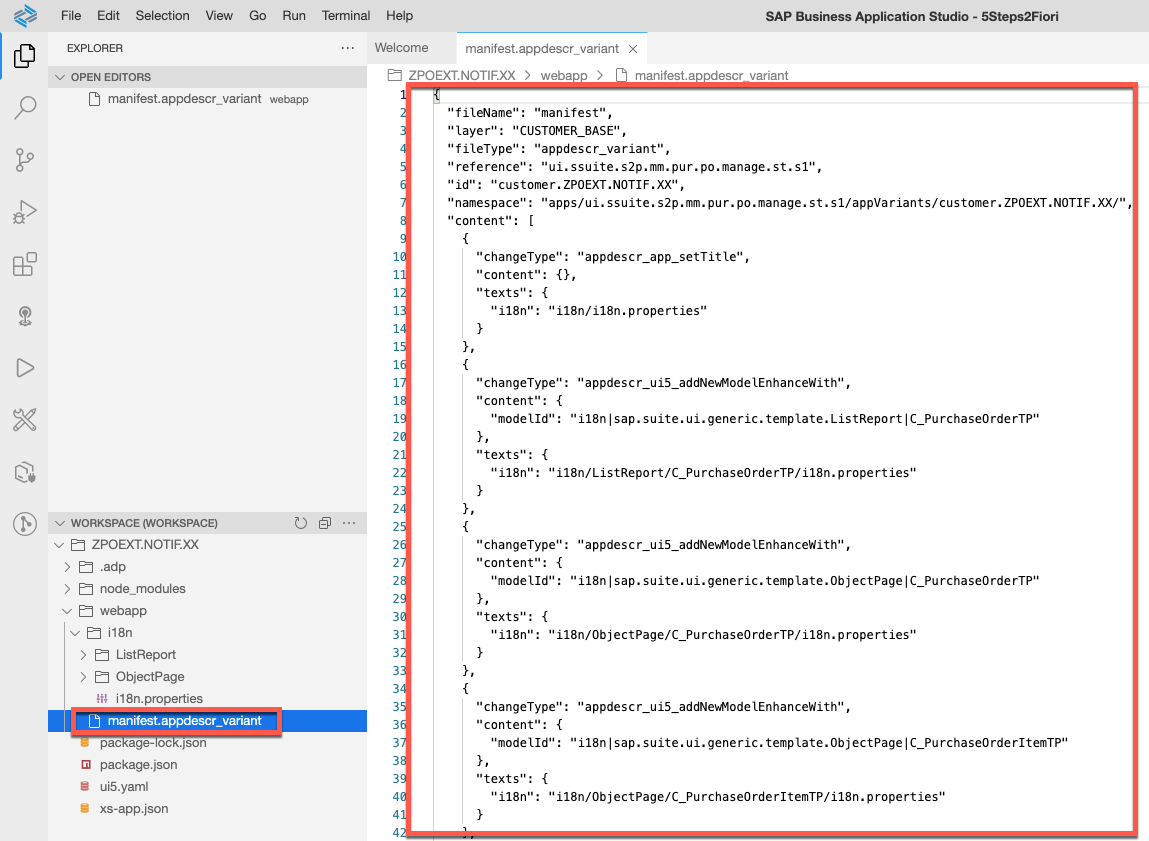 File Edit Selection View Go Run Terminal Help SAP Business Application Studio - 5Steps2Fiori
EXPLORER ...
OPEN EDITORS
manifest.appdescr_variant webapp
WORKSPACE (WORKSPACE) ...
ZPOEXT.NOTIF.XX
.adp
node_modules
webapp
i18n
ListReport
ObjectPage
i18n.properties
manifest.appdescr_variant
package-lock.json
package.json
ui5.yaml
xs-app.json
Welcome manifest.appdescr_variant
ZPOEXT.NOTIF.XX > webapp > manifest.appdescr_variant
1 {
2 "fileName": "manifest",
3 "layer": "CUSTOMER_BASE",
4 "fileType": "appdescr_variant",
5 "reference": "ui.ssuite.s2p.mm.pur.po.manage.st.s1",
6 "id": "customer.ZPOEXT.NOTIF.XX",
7 "namespace": "apps/ui.ssuite.s2p.mm.pur.po.manage.st.s1/appVariants/customer.ZPOEXT.NOTIF.XX/",
8 "content": [
9 {
10 "changeType": "appdescr_app_setTitle",
11 "content": {},
12 "texts": {
13 "i18n": "i18n/i18n.properties"
14 }
15 },
16 {
17 "changeType": "appdescr_ui5_addNewModelEnhanceWith",
18 "content": {
19 "modelId": "i18n|sap.suite.ui.generic.template.ListReport|C_PurchaseOrderTP"
20 },
21 "texts": {
22 "i18n": "i18n/ListReport/C_PurchaseOrderTP/i18n.properties"
23 }
24 },
25 {
26 "changeType": "appdescr_ui5_addNewModelEnhanceWith",
27 "content": {
28 "modelId": "i18n|sap.suite.ui.generic.template.ObjectPage|C_PurchaseOrderTP"
29 },
30 "texts": {
31 "i18n": "i18n/ObjectPage/C_PurchaseOrderTP/i18n.properties"
32 }
33 },
34 {
35 "changeType": "appdescr_ui5_addNewModelEnhanceWith",
36 "content": {
37 "modelId": "i18n|sap.suite.ui.generic.template.ObjectPage|C_PurchaseOrderItemTP"
38 },
39 "texts": {
40 "i18n": "i18n/ObjectPage/C_PurchaseOrderItemTP/i18n.properties"
41 }
42 },